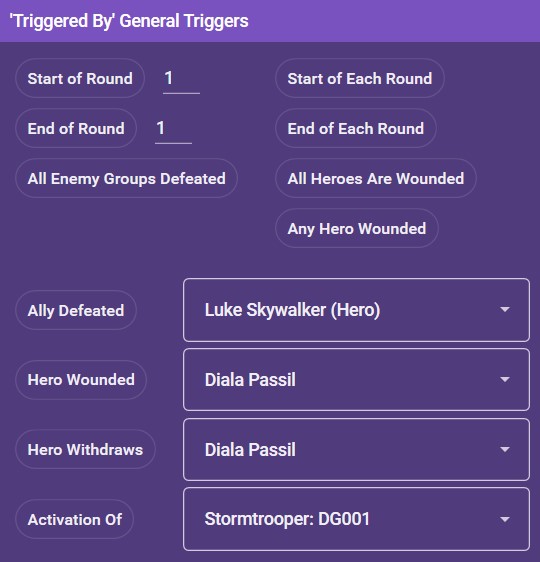 'Triggered By' General Triggers
Start of Round 1 Start of Each Round
End of Round 1 End of Each Round
All Enemy Groups Defeated All Heroes Are Wounded
Any Hero Wounded
Ally Defeated Luke Skywalker (Hero)
Hero Wounded Diala Passil
Hero Withdraws Diala Passil
Activation Of Stormtrooper: DG001